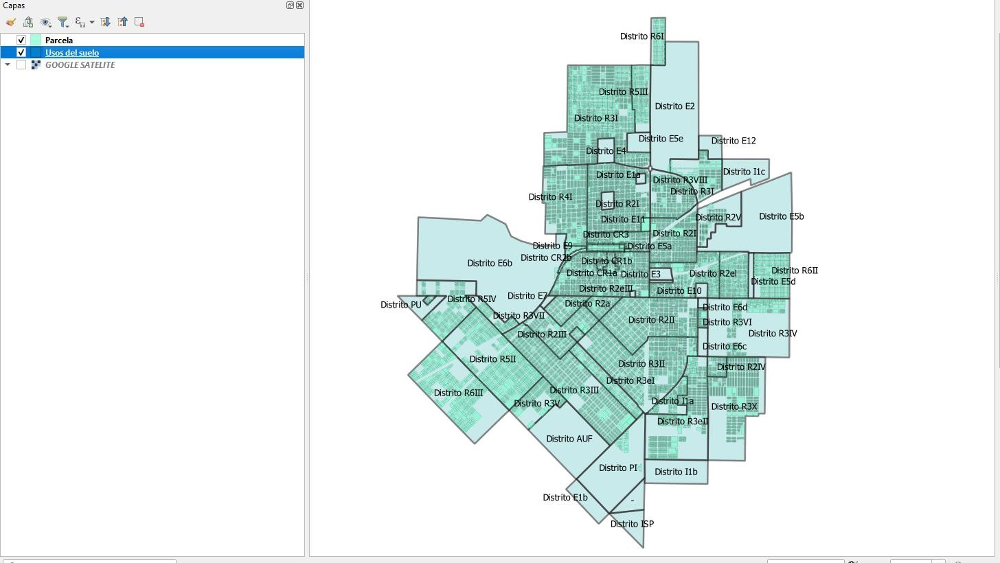 Capas
Parcela
Usos del suelo
GOOGLE SATELITE
Distrito R6I
Distrito R5III
Distrito E2
Distrito R3I
Distrito E5e
Distrito E12
Distrito E4
Distrito E1a
Distrito I1c
Distrito R3VIII
Distrito R3I
Distrito R4I
Distrito R2I
Distrito E11
Distrito R2V
Distrito E5b
Distrito CR3
Distrito R2I
Distrito E9
Distrito E5a
Distrito CR2b
Distrito CR1b
Distrito E6b
Distrito CR1a
Distrito E3
Distrito R2eI
Distrito R6II
Distrito E5d
Distrito R2eIII
Distrito E10
Distrito E7
Distrito R5IV
Distrito PU
Distrito R2a
Distrito E6d
Distrito R3VII
Distrito R2II
Distrito R3VI
Distrito R2III
Distrito R3IV
Distrito E6c
Distrito R5II
Distrito R3II
Distrito R2IV
Distrito R3eI
Distrito R6III
Distrito R3III
Distrito R3V
Distrito I1a
Distrito R3X
Distrito R3eII
Distrito AUF
Distrito PI
Distrito I1b
Distrito E1b
-
Distrito ISP